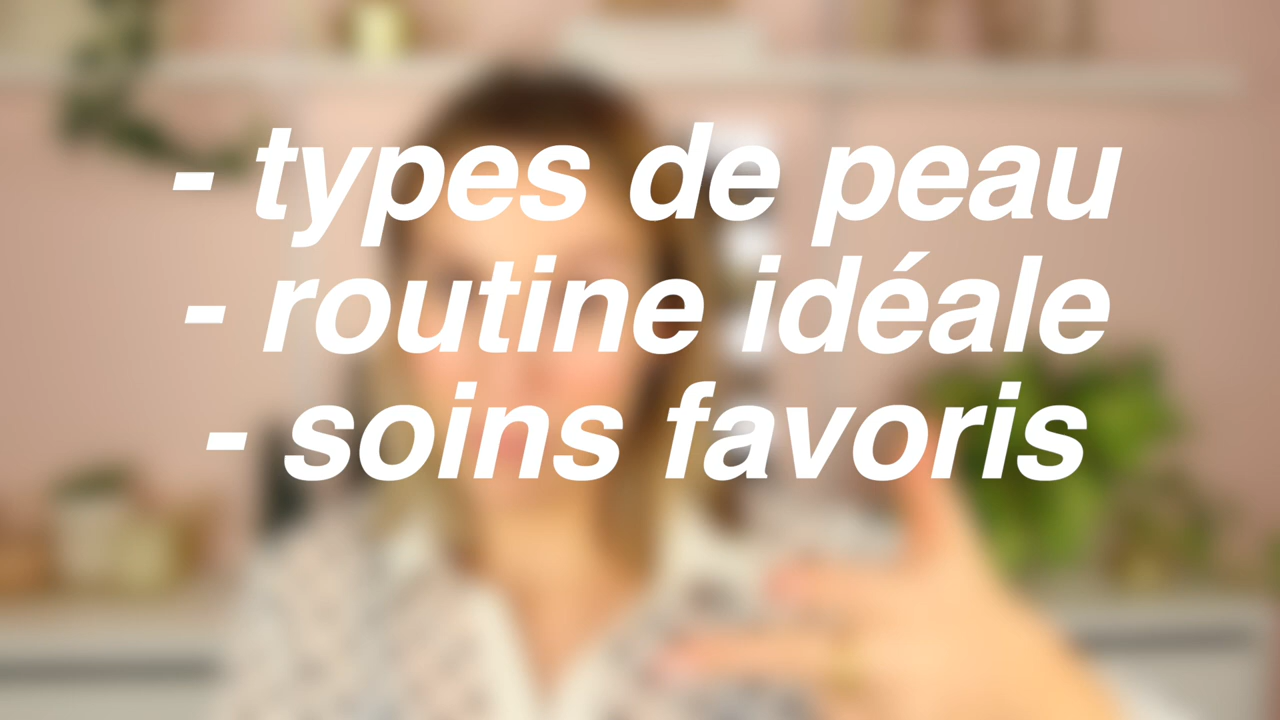 - types de peau
- routine idéale
- soins favoris